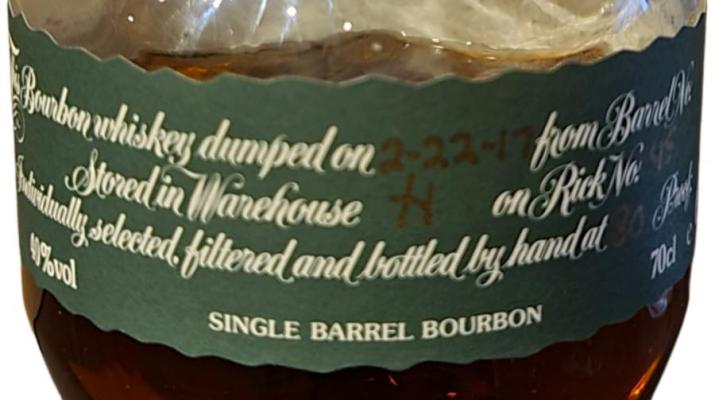 This Bourbon whiskey dumped on 2-22-17 from Barrel No.
Stored in Warehouse H on Rick No:
Individually selected, filtered and bottled by hand at 80 Proof
40%vol 70cl
SINGLE BARREL BOURBON